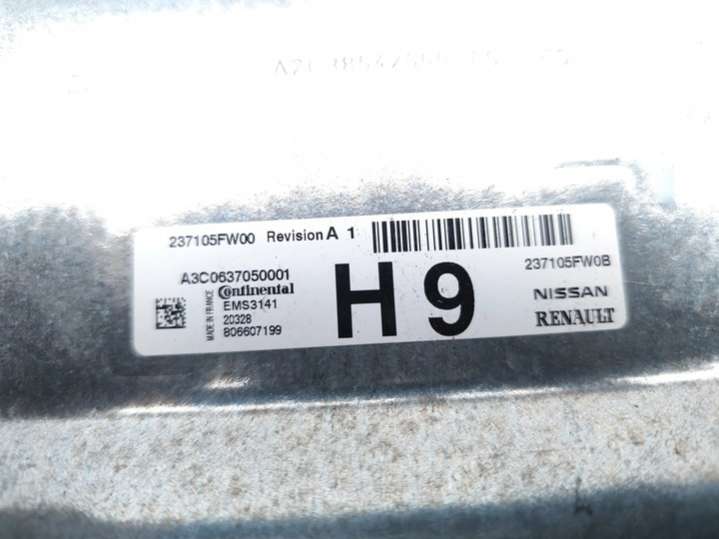 237105FW00 Revision A 1
A3C0637050001
237105FW0B
MADE IN FRANCE
Continental
EMS3141
20328
806607199
H9
NISSAN
RENAULT